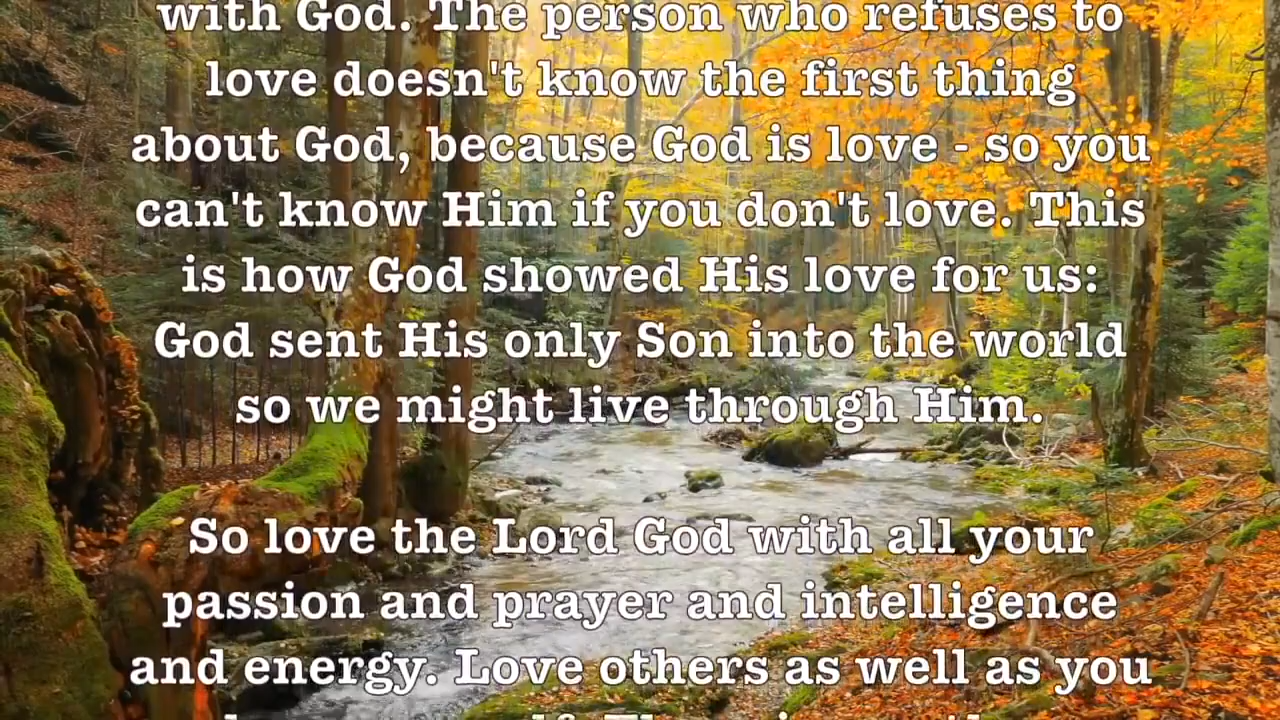 with God. The person who refuses to
love doesn't know the first thing
about God, because God is love - so you
can't know Him if you don't love. This
is how God showed His love for us:
God sent His only Son into the world
so we might live through Him.
So love the Lord God with all your
passion and prayer and intelligence
and energy. Love others as well as you